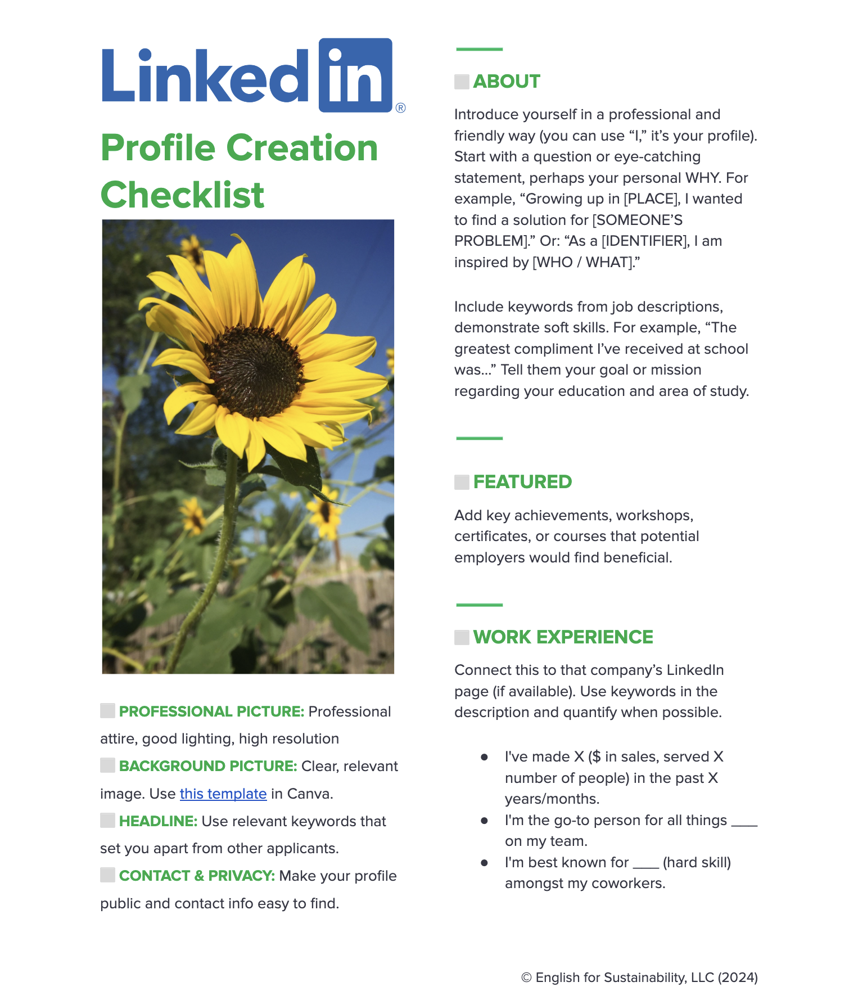 Linked in ®
Profile Creation
Checklist
PROFESSIONAL PICTURE: Professional
attire, good lighting, high resolution
BACKGROUND PICTURE: Clear, relevant
image. Use this template in Canva.
HEADLINE: Use relevant keywords that
set you apart from other applicants.
CONTACT & PRIVACY: Make your profile
public and contact info easy to find.
ABOUT
Introduce yourself in a professional and
friendly way (you can use “I,” it’s your profile).
Start with a question or eye-catching
statement, perhaps your personal WHY. For
example, “Growing up in [PLACE], I wanted
to find a solution for [SOMEONE’S
PROBLEM].” Or: “As a [IDENTIFIER], I am
inspired by [WHO / WHAT].”
Include keywords from job descriptions,
demonstrate soft skills. For example, “The
greatest compliment I’ve received at school
was...” Tell them your goal or mission
regarding your education and area of study.
FEATURED
Add key achievements, workshops,
certificates, or courses that potential
employers would find beneficial.
WORK EXPERIENCE
Connect this to that company’s LinkedIn
page (if available). Use keywords in the
description and quantify when possible.
● I've made X ($ in sales, served X
number of people) in the past X
years/months.
● I'm the go-to person for all things ___
on my team.
● I'm best known for ___ (hard skill)
amongst my coworkers.
© English for Sustainability, LLC (2024)